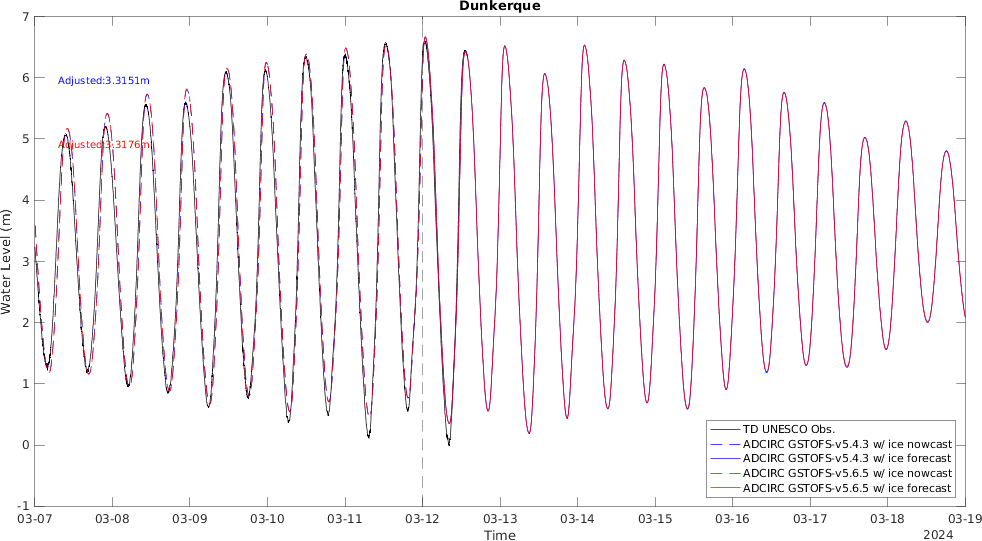 Dunkerque
7
6
5
4
3
2
1
0
-1
Water Level (m)
Adjusted:3.3151m
Adjusted:3.3176m
TD UNESCO Obs.
ADCIRC GSTOFS-v5.4.3 w/ ice nowcast
ADCIRC GSTOFS-v5.4.3 w/ ice forecast
ADCIRC GSTOFS-v5.6.5 w/ ice nowcast
ADCIRC GSTOFS-v5.6.5 w/ ice forecast
03-07 03-08 03-09 03-10 03-11 03-12 03-13 03-14 03-15 03-16 03-17 03-18 03-19
Time
2024